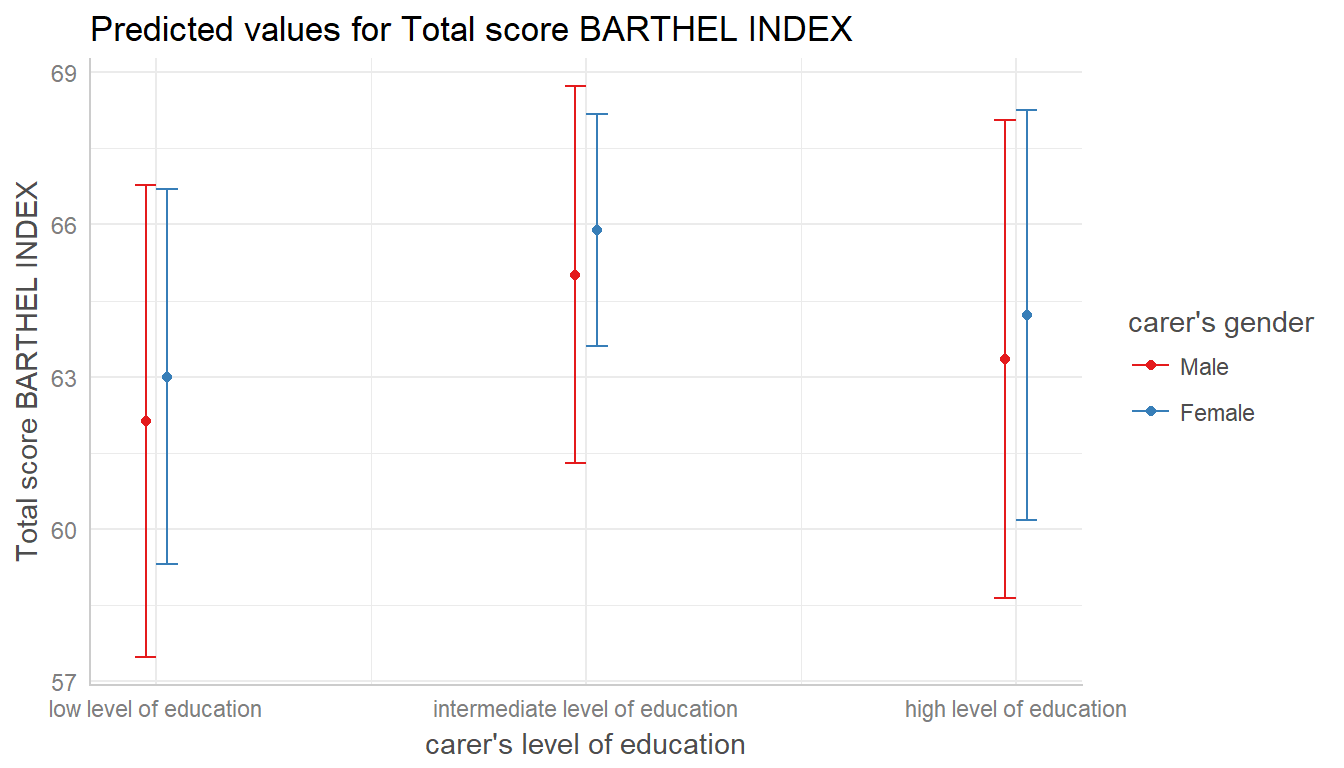 Predicted values for Total score BARTHEL INDEX
Total score BARTHEL INDEX
69
66
63
60
57
low level of education
intermediate level of education
high level of education
carer's level of education
carer's gender
Male
Female